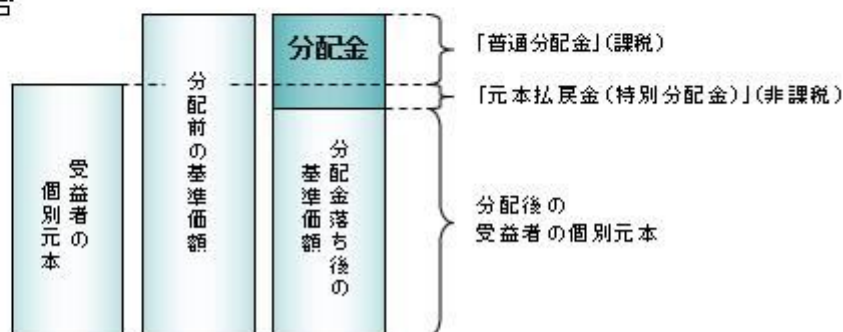 受益者の
個別元本
分配前の基準価額
分配金
分配金落ち後の
基準価額
「普通分配金」(課税)
「元本払戻金(特別分配金)」(非課税)
分配後の
受益者の個別元本